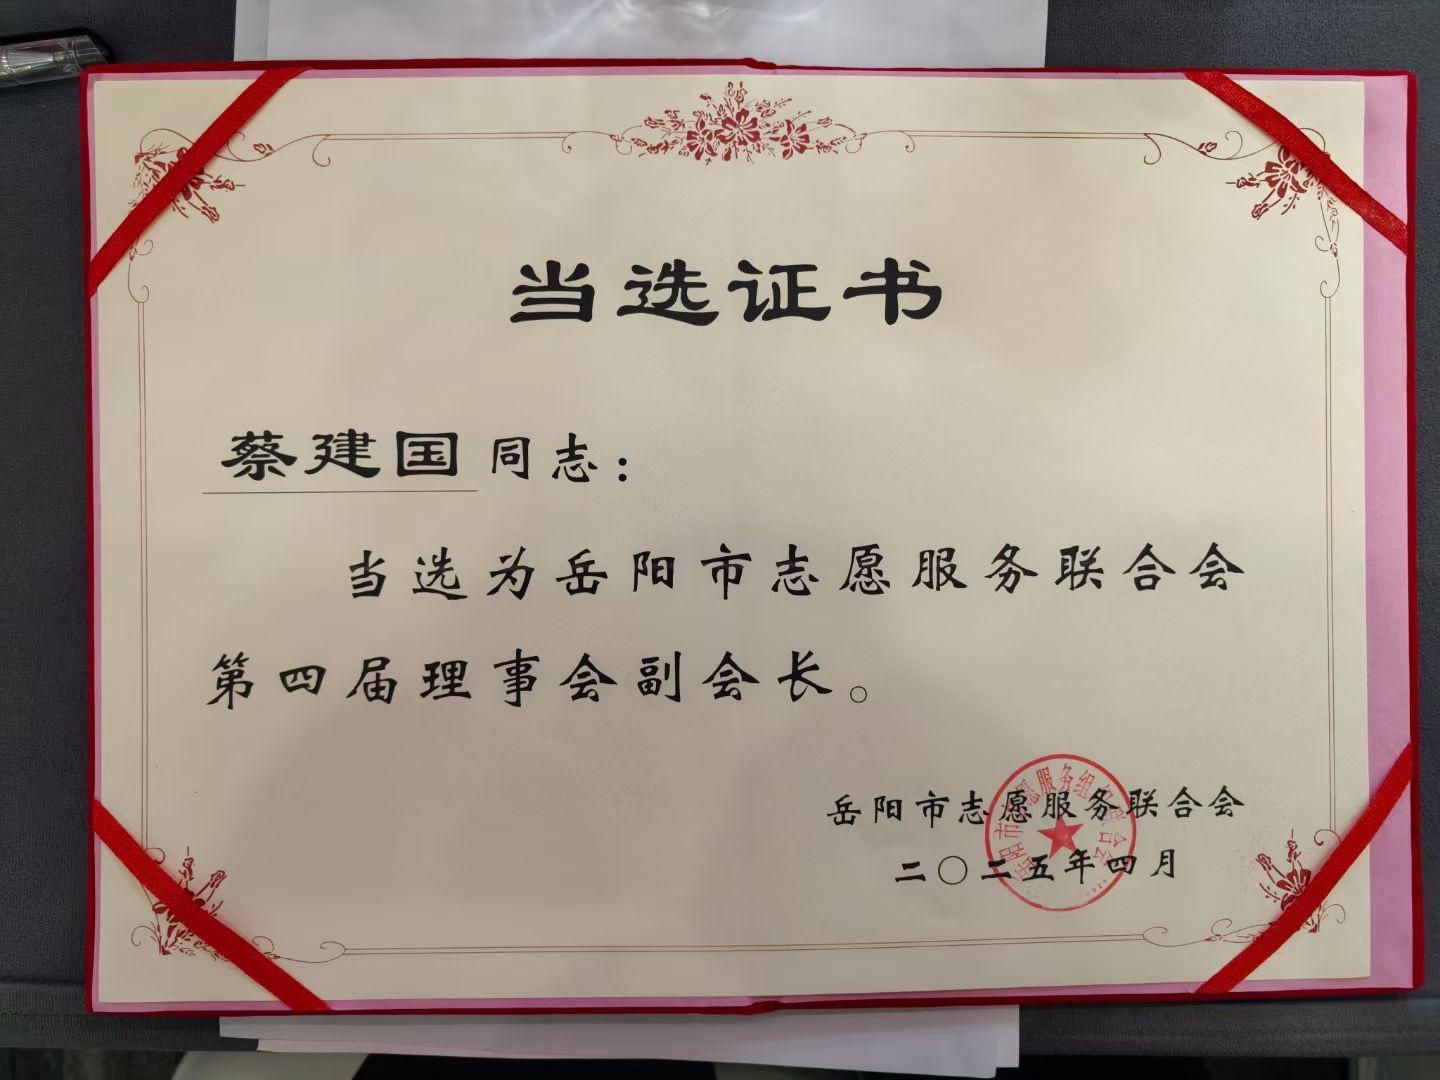 当选证书
蔡建国同志：
当选为岳阳市志愿服务联合会
第四届理事会副会长。
岳阳市志愿服务联合会
二〇二五年四月